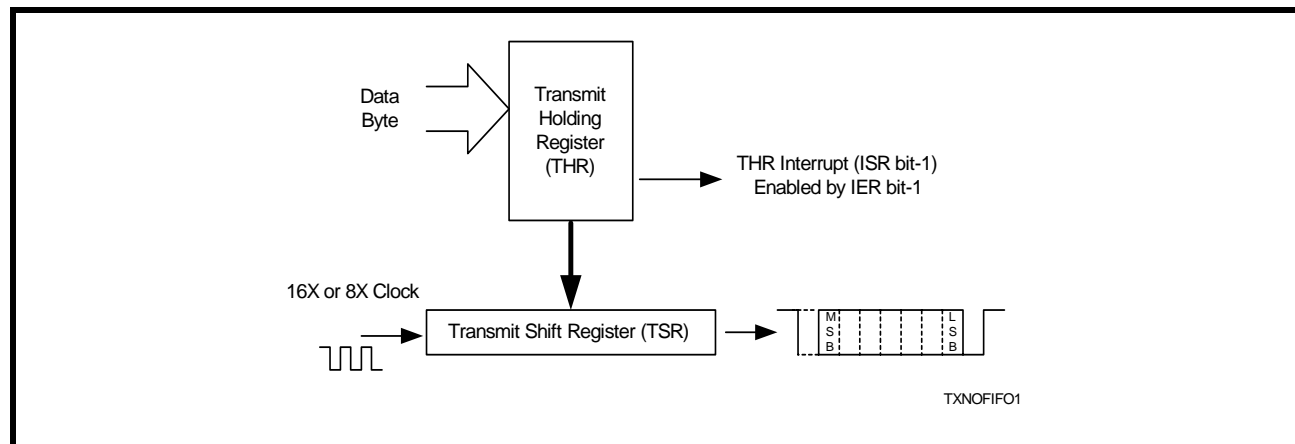 Data
Byte
Transmit
Holding
Register
(THR)
THR Interrupt (ISR bit-1)
Enabled by IER bit-1
16X or 8X Clock
Transmit Shift Register (TSR)
M
S
B
L
S
B
TXNOFIFO1